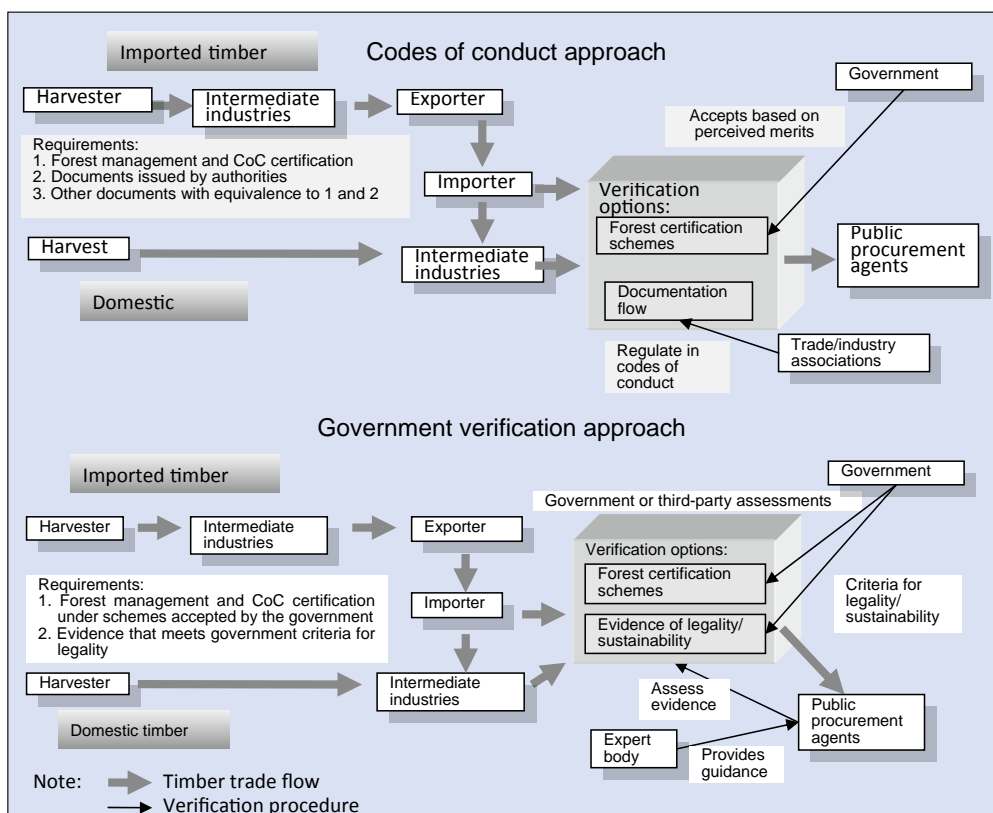 Imported timber
Codes of conduct approach
Government
Harvester
Intermediate
industries
Exporter
Accepts based on
perceived merits
Requirements:
1. Forest management and CoC certification
2. Documents issued by authorities
3. Other documents with equivalence to 1 and 2
Importer
Verification
options:
Forest certification
schemes
Public
procurement
agents
Harvest
Intermediate
industries
Domestic
Documentation
flow
Regulate in
codes of
conduct
Trade/industry
associations
Government verification approach
Imported timber
Government
Government or third-party assessments
Harvester
Intermediate
industries
Exporter
Verification options:
Forest certification
schemes
Requirements:
1. Forest management and CoC certification
under schemes accepted by the government
2. Evidence that meets government criteria for
legality
Importer
Evidence of legality/
sustainability
Criteria for
legality/
sustainability
Harvester
Intermediate
industries
Assess
evidence
Public
procurement
agents
Domestic timber
Expert
body
Provides
guidance
Note:
Timber trade flow
Verification procedure